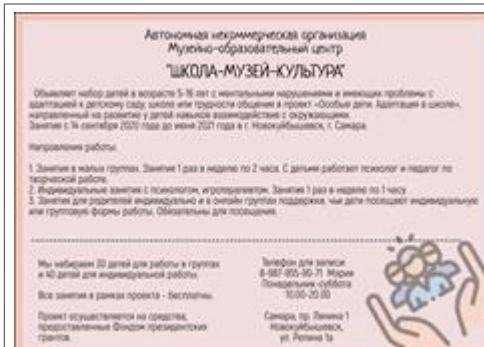 Автономная некоммерческая организация
Музейно-образовательный центр
"ШКОЛА-МУЗЕЙ-КУЛЬТУРА"
Объявляет набор детей в возрасте 5-16 лет с ментальными нарушениями и имеющих проблемы с
адаптацией к детскому саду, школе или трудности общения в проект «Особые дети. Адаптация в школе»,
направленный на развитие у детей навыков взаимодействия с окружающими.
Занятия с 14 сентября 2020 года до июня 2021 года в г. Новокуйбышевск, г. Самара.
Направления работы:
1. Занятия в малых группах. Занятия 1 раз в неделю по 2 часа. С детьми работает психолог и педагог по
творческой работе.
2. Индивидуальные занятия с психологом, игротерапевтом. Занятия 1 раз в неделю по 1 часу
3. Занятия для родителей индивидуально и в онлайн группах поддержки, чьи дети посещают индивидуальную
или групповую формы работы. Обязательны для посещения.
Мы набираем 30 детей для работы в группах
и 40 детей для индивидуальной работы.
Все занятия в рамках проекта - бесплатны.
Проект осуществляется на средства,
предоставленные Фондом президентских
грантов.
Телефон для записи:
8-987-955-90-71 Мария
Понедельник-суббота
10.00-20.00
Самара, пр. Ленина 1
Новокуйбышевск,
ул. Репина 1а